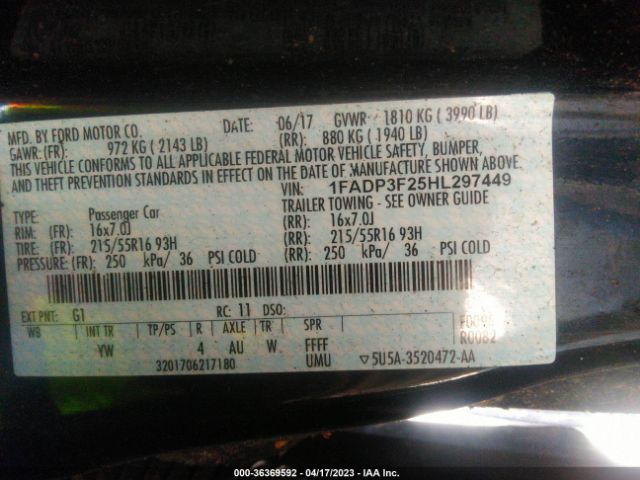 MFD. BY FORD MOTOR CO. DATE: 06/17 GVWR 1810 KG ( 3990 LB)
GAWR: (FR): 972 KG ( 2143 LB) (RR): 880 KG ( 1940 LB)
THIS VEHICLE CONFORMS TO ALL APPLICABLE FEDERAL MOTOR VEHICLE SAFETY, BUMPER,
AND THEFT PREVENTION STANDARDS IN EFFECT ON THE DATE OF MANUFACTURE SHOWN ABOVE.
VIN: 1FADP3F25HL297449
TYPE: Passenger Car TRAILER TOWING - SEE OWNER GUIDE
RIM: (FR): 16x7.0J (RR): 16x7.0J
TIRE: (FR): 215/55R16 93H (RR): 215/55R16 93H
PRESSURE: (FR): 250 kPa/ 36 PSI COLD (RR): 250 kPa/ 36 PSI COLD
EXT PNT: G1 RC: 11 DSO:
WB INT TR TP/PS R AXLE TR SPR
YW 4 AU W FFFF R0082
3201706217180 UMU ▽5U5A-3520472-AA
000-36369592 - 04/17/2023 - IAA Inc.